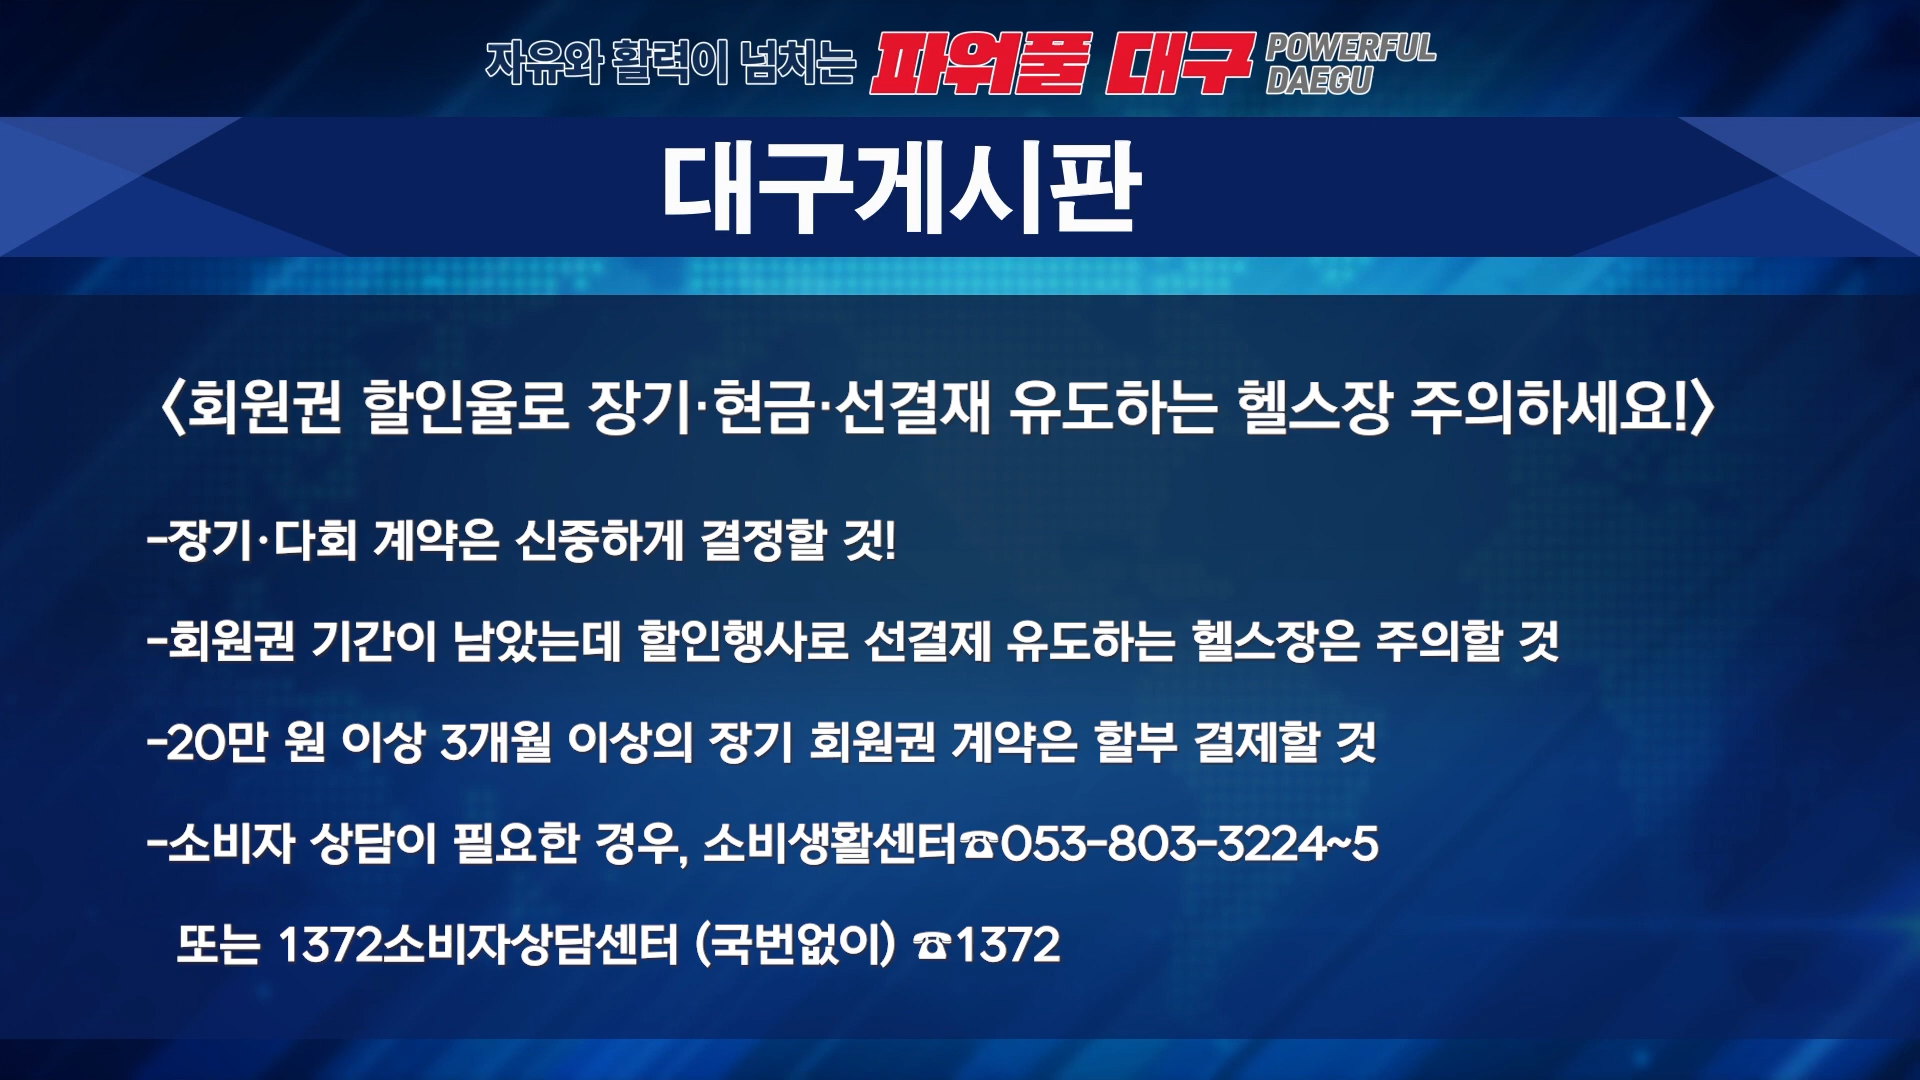 자유와 활력이 넘치는 파워풀 대구 POWERFUL DAEGU
대구게시판
<회원권 할인율로 장기·현금·선결재 유도하는 헬스장 주의하세요!>
-장기·다회 계약은 신중하게 결정할 것!
-회원권 기간이 남았는데 할인행사로 선결제 유도하는 헬스장은 주의할 것
-20만 원 이상 3개월 이상의 장기 회원권 계약은 할부 결제할 것
-소비자 상담이 필요한 경우, 소비생활센터☎053-803-3224~5
또는 1372소비자상담센터 (국번없이) ☎1372